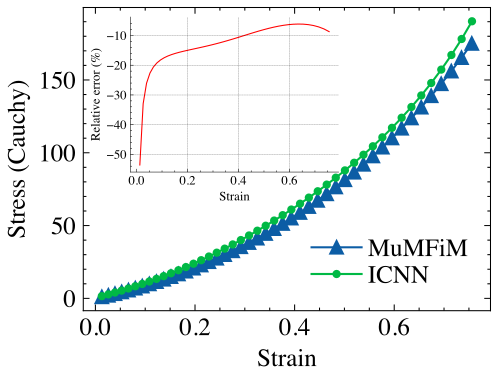 Stress (Cauchy)
150
100
50
0
0.0 0.2 0.4 0.6
Strain
Relative error (%)
−10
−20
−30
−40
−50
0.0 0.2 0.4 0.6
Strain
MuMFiM
ICNN